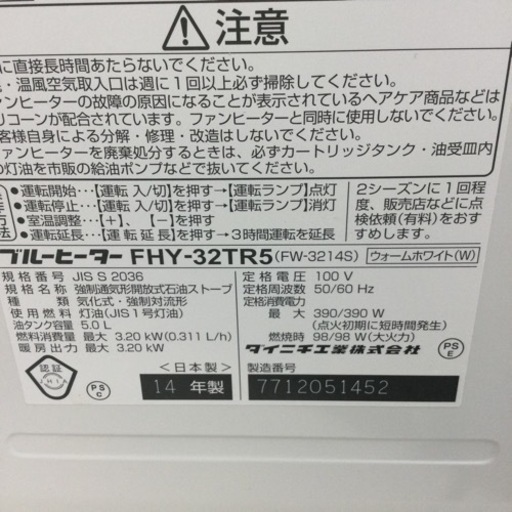 ⚠注意
に直接長時間あたらないでください。
・温風空気取入口は週に1回以上必ず掃除してください。
ァンヒーターの故障の原因になることが表示されているヘアケア商品などは
リコーンが配合されています。ファンヒーターと同時に使用しないでください。
客様自身による分解・修理・改造はしないでください。
ファンヒーターを廃棄処分するときは、必ずカートリッジタンク・油受皿内
の灯油を市販の給油ポンプなどで抜いてください。
●運転開始…【運転 入/切】を押す→【運転ランプ】点灯
●運転停止…【運転 入/切】を押す→【運転ランプ】消灯
●室温調整…【+】、【-】を押す
●運転延長…【運転延長】を押す→3時間運転を延長
2シーズンに1回程
度、販売店などに点
検依頼(有料)をおす
すめします。
ブルーヒーター FHY-32TR5 (FW-3214S) ウォームホワイト(W)
規格番号 JIS S 2036
規格名称 強制通気形開放式石油ストーブ
種類 気化式・強制対流形
使用燃料 灯油(JIS1号灯油)
油タンク容量 5.0 L
燃料消費量 最大 3.20 kW (0.311 L/h)
暖房出力 最大 3.20 kW
定格電圧 100 V
定格周波数 50/60 Hz
定格消費電力
最大 390/390 W
(点火初期に短時間発生)
燃焼時 98/98 W(大火力)
ダイニチ工業株式会社
PS E
認証
JHIA
PS C
<日本製>
14 年製
製造番号
7712051452